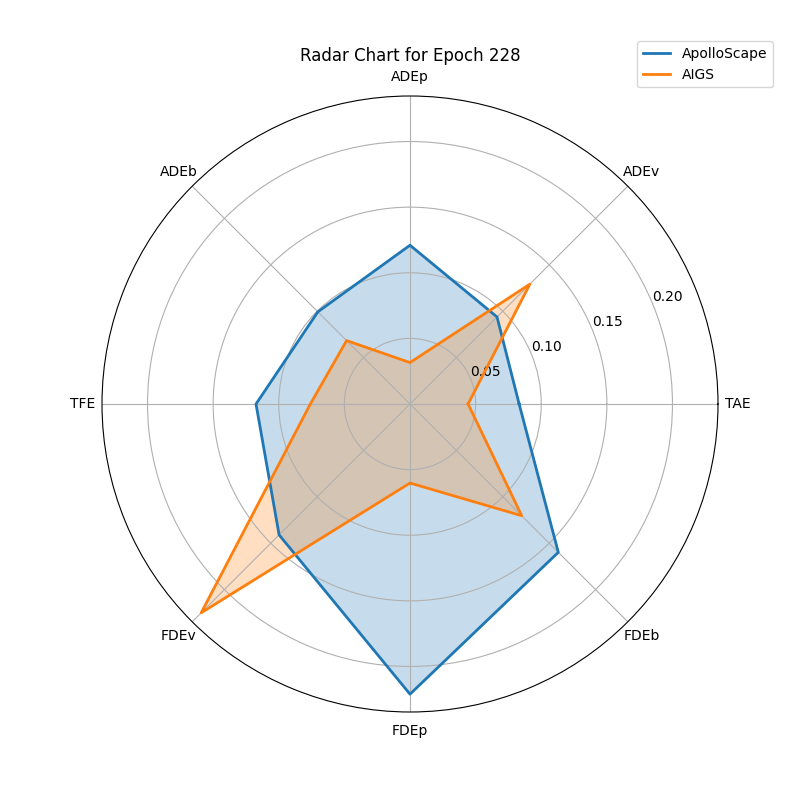 Radar Chart for Epoch 228
ApolloScape
AIGS
ADEp
ADEb
ADEv
0.20
0.15
0.10
0.05
TFE
TAE
FDEv
FDEb
FDEp